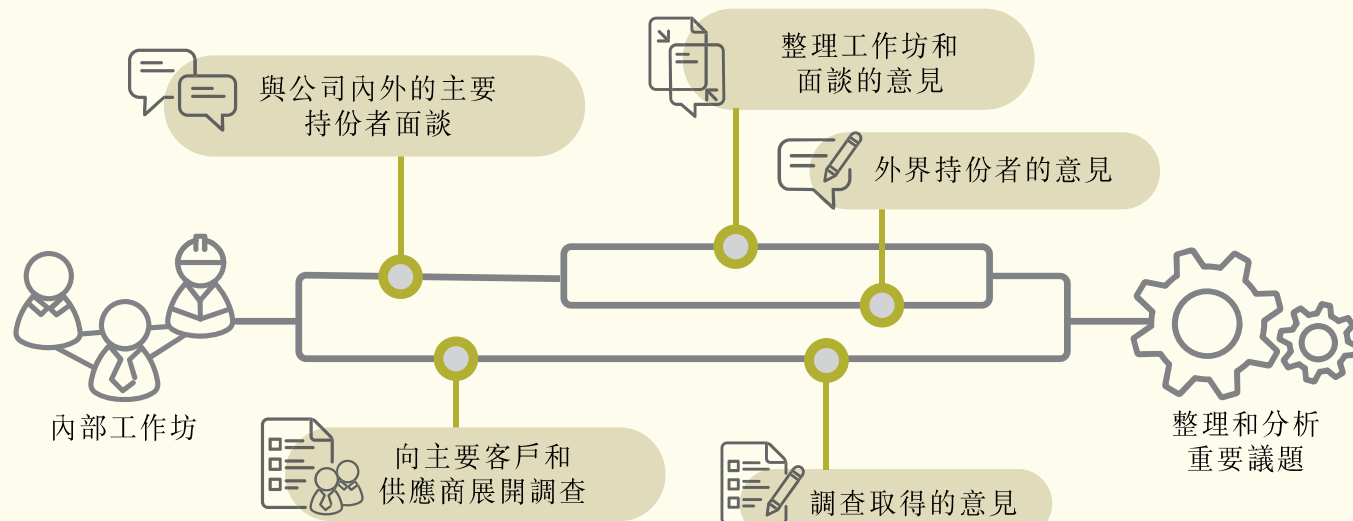 與公司內外的主要
持份者面談
整理工作坊和
面談的意見
外界持份者的意見
內部工作坊
向主要客戶和
供應商展開調查
調查取得的意見
整理和分析
重要議題